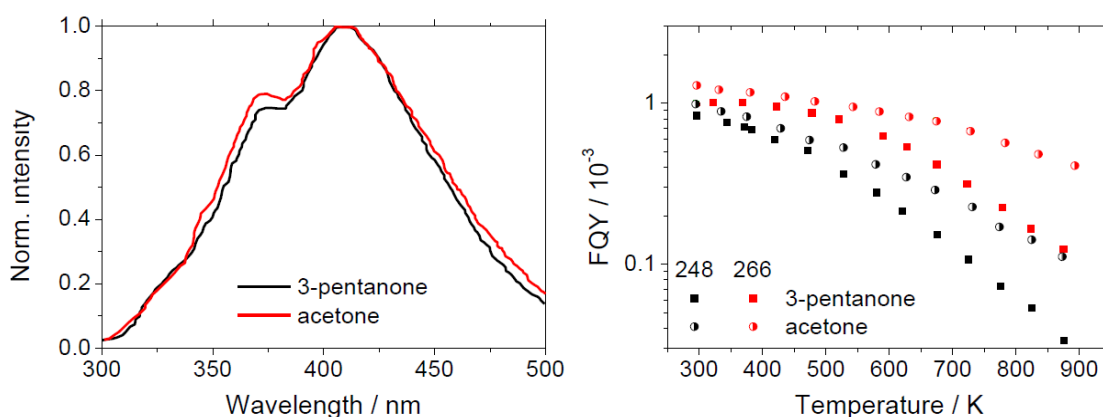 Norm. intensity
1.0
0.8
0.6
0.4
0.2
0.0
3-pentanone
acetone
300 350 400 450 500
Wavelength / nm
FQY / 10⁻³
1
0.1
248 266
3-pentanone
acetone
300 400 500 600 700 800 900
Temperature / K